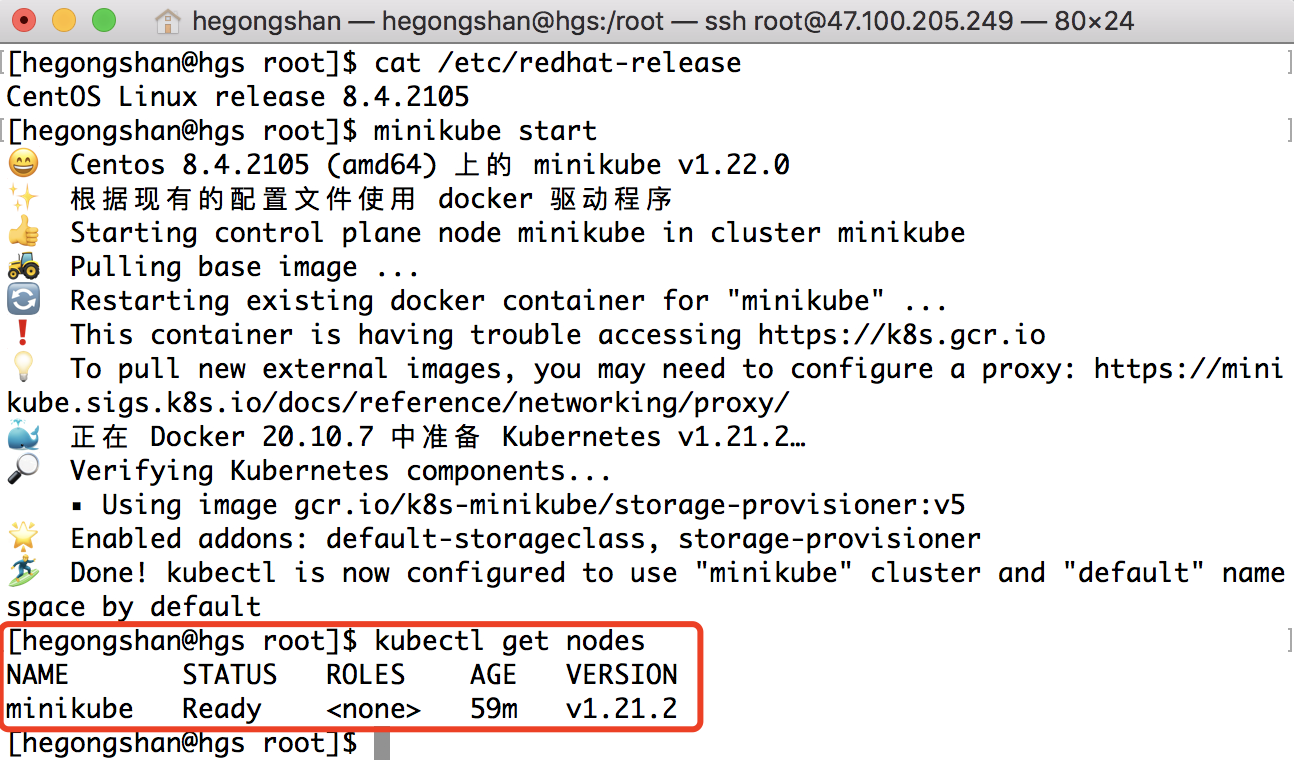 hegongshan — hegongshan@hgs:/root — ssh root@47.100.205.249 — 80×24
[hegongshan@hgs root]$ cat /etc/redhat-release
CentOS Linux release 8.4.2105
[hegongshan@hgs root]$ minikube start
😄  Centos 8.4.2105 (amd64) 上的 minikube v1.22.0
✨  根据现有的配置文件使用 docker 驱动程序
👍  Starting control plane node minikube in cluster minikube
🚜  Pulling base image ...
🔄  Restarting existing docker container for "minikube" ...
❗  This container is having trouble accessing https://k8s.gcr.io
💡  To pull new external images, you may need to configure a proxy: https://mini
kube.sigs.k8s.io/docs/reference/networking/proxy/
🐳  正在 Docker 20.10.7 中准备 Kubernetes v1.21.2…
🔎  Verifying Kubernetes components...
▪ Using image gcr.io/k8s-minikube/storage-provisioner:v5
🌟  Enabled addons: default-storageclass, storage-provisioner
🏄  Done! kubectl is now configured to use "minikube" cluster and "default" name
space by default
[hegongshan@hgs root]$ kubectl get nodes
NAME STATUS ROLES AGE VERSION
minikube Ready <none> 59m v1.21.2
[hegongshan@hgs root]$